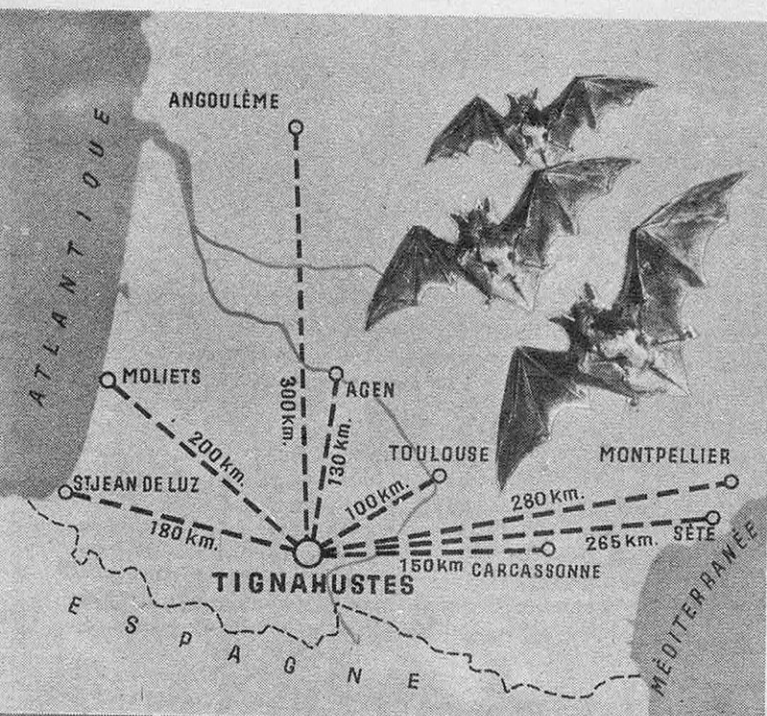 ANGOULÊME
ATLANTIQUE
MOLIETS
AGEN
300 km.
130 km.
200 km.
TOULOUSE
MONTPELLIER
ST JEAN DE LUZ
100 km.
280 km.
180 km.
265 km.
SÈTE
150 km
CARCASSONNE
TIGNAHUSTES
MÉDITERRANÉE
ESPAGNE